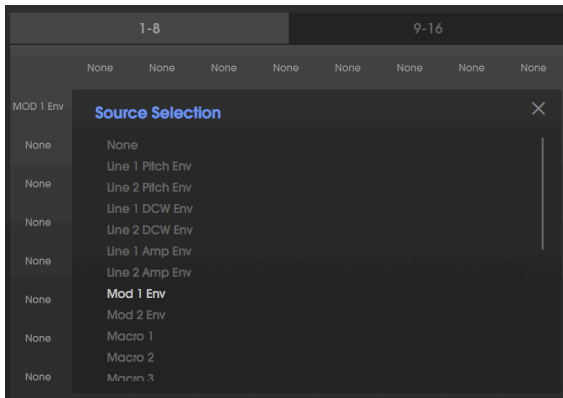 1-8 9-16
None None None None None None None None
MOD 1 Env
Source Selection
None
None
Line 1 Pitch Env
None
Line 2 Pitch Env
Line 1 DCW Env
None
Line 2 DCW Env
Line 1 Amp Env
None
Line 2 Amp Env
Mod 1 Env
None
Mod 2 Env
Macro 1
None
Macro 2
None
Macro 3